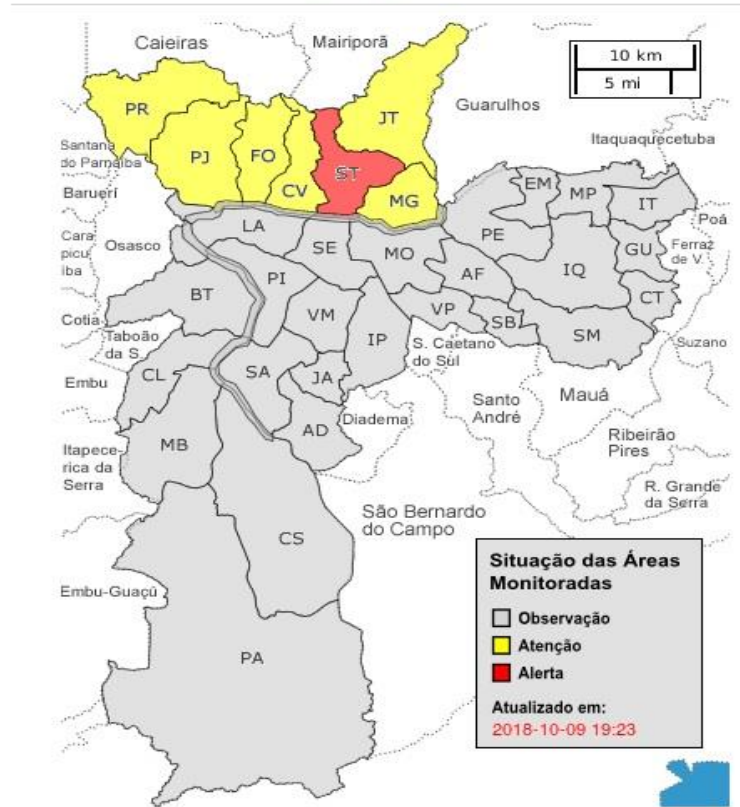 Caieiras
Mairiporã
10 km
5 mi
PR
JT
Guarulhos
Santana
do Parnaíba
PJ
FO
CV
ST
MG
Itaquaquecetuba
Barueri
EM
MP
IT
Poá
Cara
picu
iba
Osasco
LA
SE
MO
PE
GU
Ferraz
de V.
BT
PI
AF
IQ
CT
Cotia
VM
IP
VP
SB
SM
Suzano
Taboão
da S.
S. Caetano
do Sul
Embu
CL
SA
JA
Mauá
Santo
André
Diadema
AD
MB
Itapece-
rica da
Serra
Ribeirão
Pires
R. Grande
da Serra
São Bernardo
do Campo
CS
Embu-Guaçú
PA
Situação das Áreas
Monitoradas
Observação
Atenção
Alerta
Atualizado em:
2018-10-09 19:23